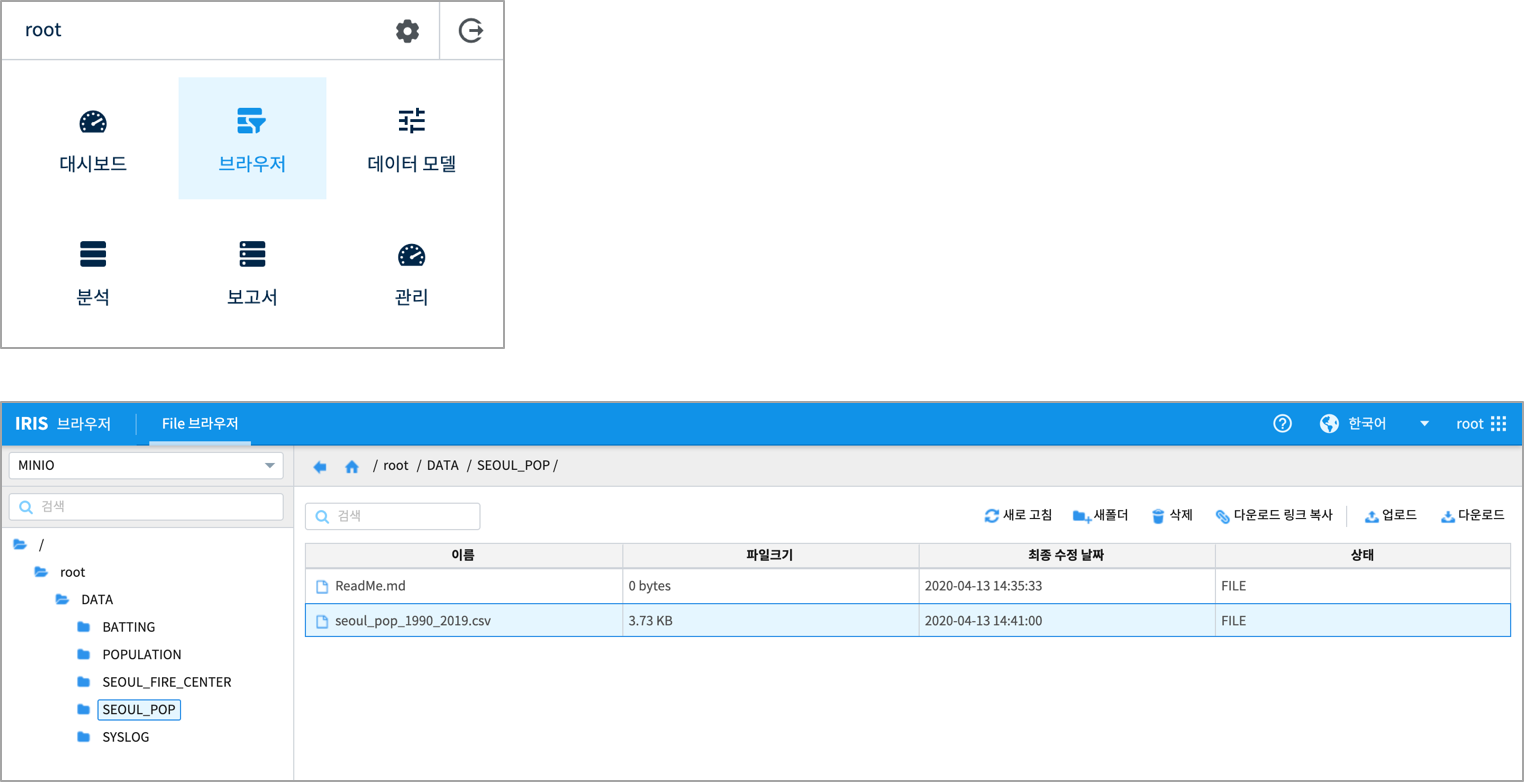 root
대시보드 브라우저 데이터 모델
분석 보고서 관리
IRIS 브라우저 File 브라우저 한국어 root
MINIO
/ root / DATA / SEOUL_POP /
검색
검색 새로 고침 새폴더 삭제 다운로드 링크 복사 업로드 다운로드
/
root
DATA
BATTING
POPULATION
SEOUL_FIRE_CENTER
SEOUL_POP
SYSLOG
이름 파일크기 최종 수정 날짜 상태
ReadMe.md 0 bytes 2020-04-13 14:35:33 FILE
seoul_pop_1990_2019.csv 3.73 KB 2020-04-13 14:41:00 FILE